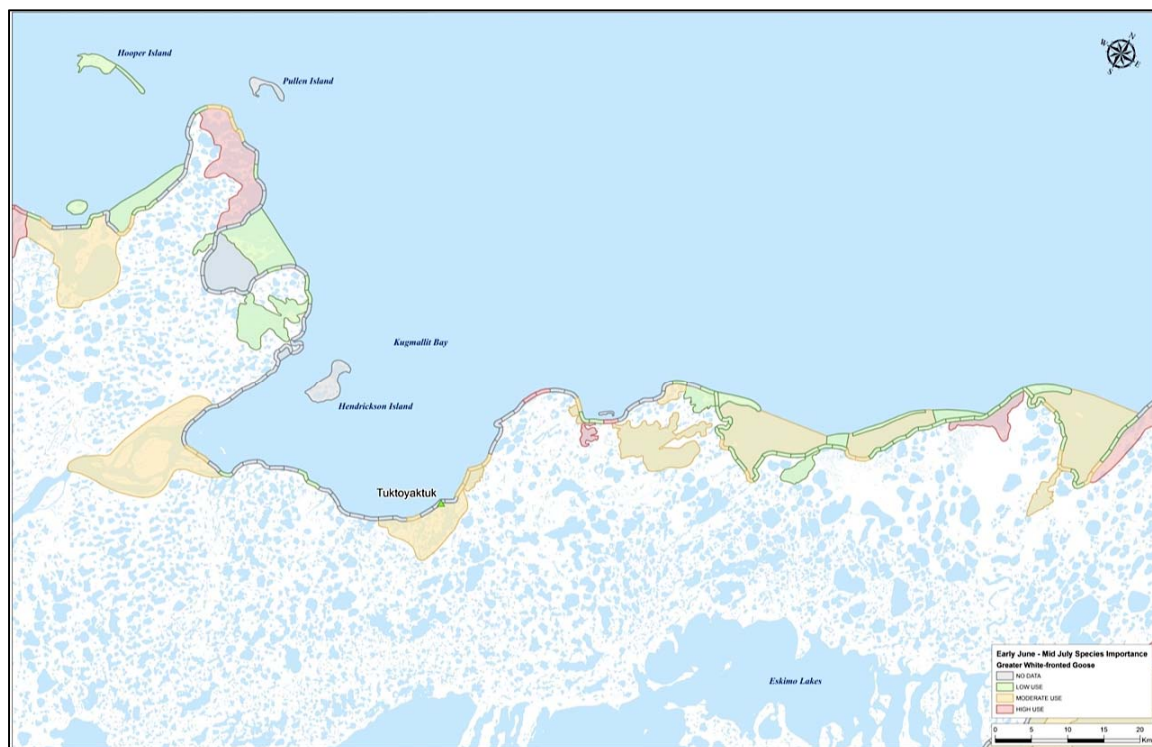 Hooper Island
Pullen Island
N
W
E
S
Kugmallit Bay
Hendrickson Island
Tuktoyaktuk
Eskimo Lakes
Early June - Mid July Species Importance
Greater White-fronted Goose
NO DATA
LOW USE
MODERATE USE
HIGH USE
0 5 10 15 20
Km